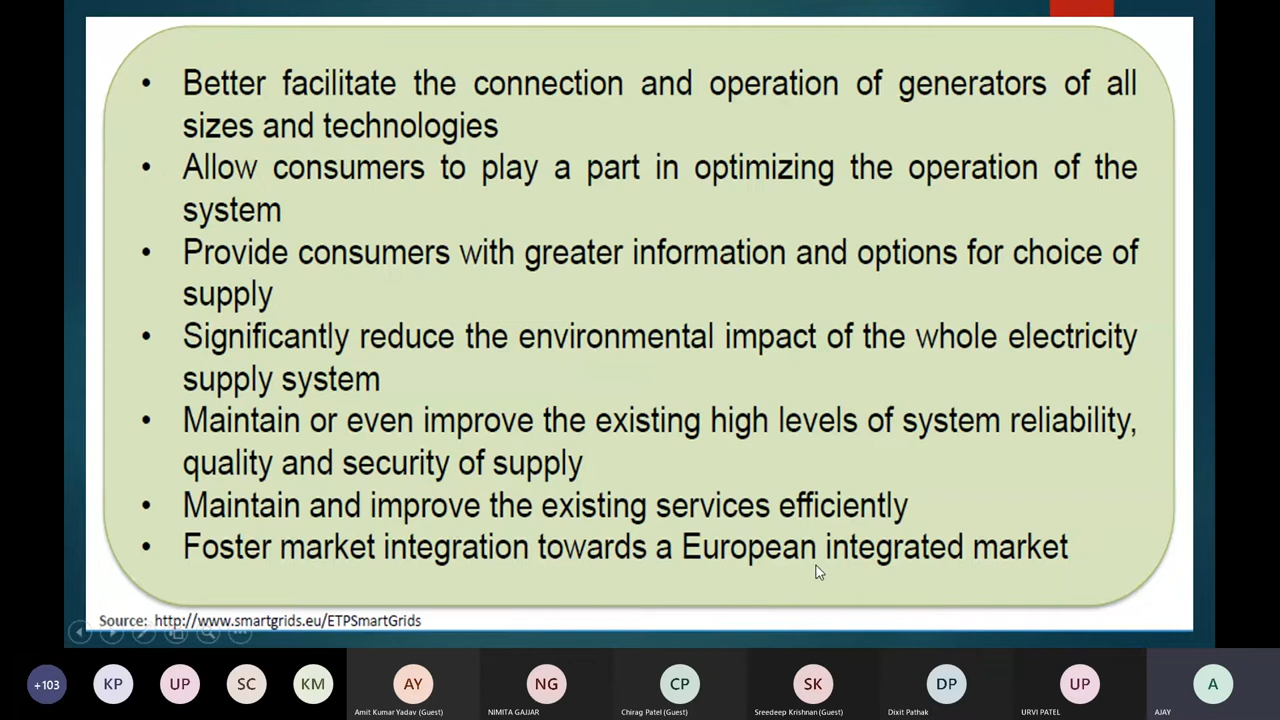 • Better facilitate the connection and operation of generators of all
sizes and technologies
• Allow consumers to play a part in optimizing the operation of the
system
• Provide consumers with greater information and options for choice of
supply
• Significantly reduce the environmental impact of the whole electricity
supply system
• Maintain or even improve the existing high levels of system reliability,
quality and security of supply
• Maintain and improve the existing services efficiently
• Foster market integration towards a European integrated market
Source: http://www.smartgrids.eu/ETPSmartGrids
+103 KP UP SC KM AY NG CP SK DP UP A
Amit Kumar Yadav (Guest) NIMITA GAJJAR Chirag Patel (Guest) Sreedeep Krishnan (Guest) Dixit Pathak URVI PATEL AJAY